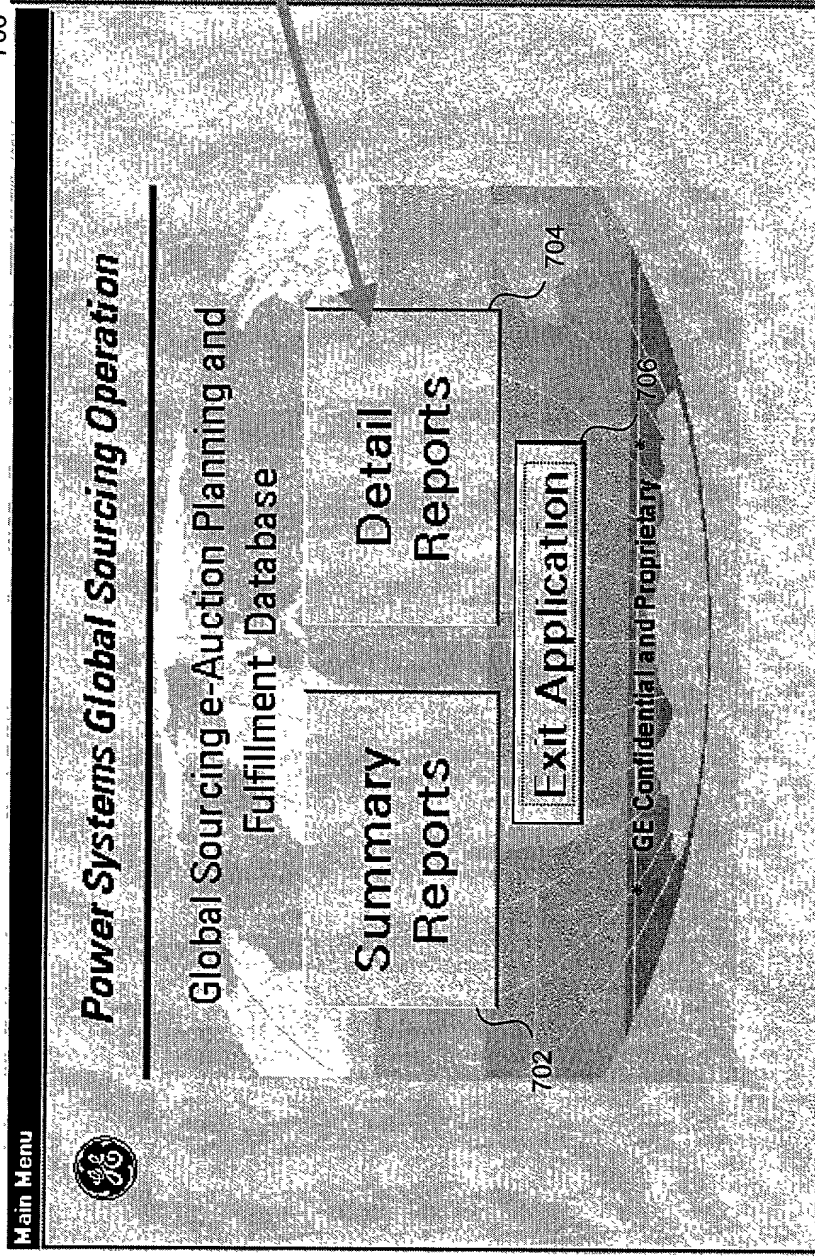 Main Menu
Power Systems Global Sourcing Operation
Global Sourcing e-Auction Planning and
Fulfillment Database
Summary
Reports
Detail
Reports
702
704
Exit Application
706
* GE Confidential and Proprietary *